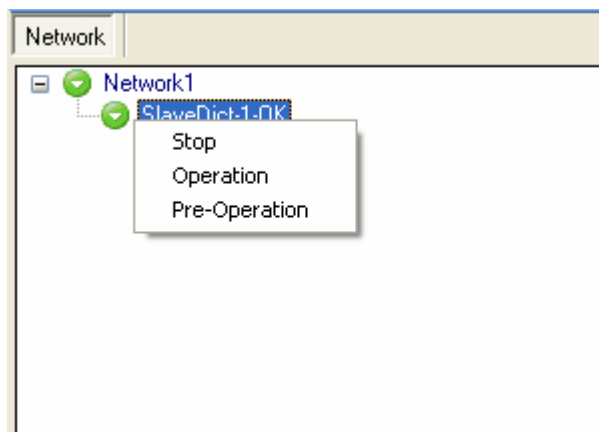 Network
Network1
SlaveDict-1-OK
Stop
Operation
Pre-Operation